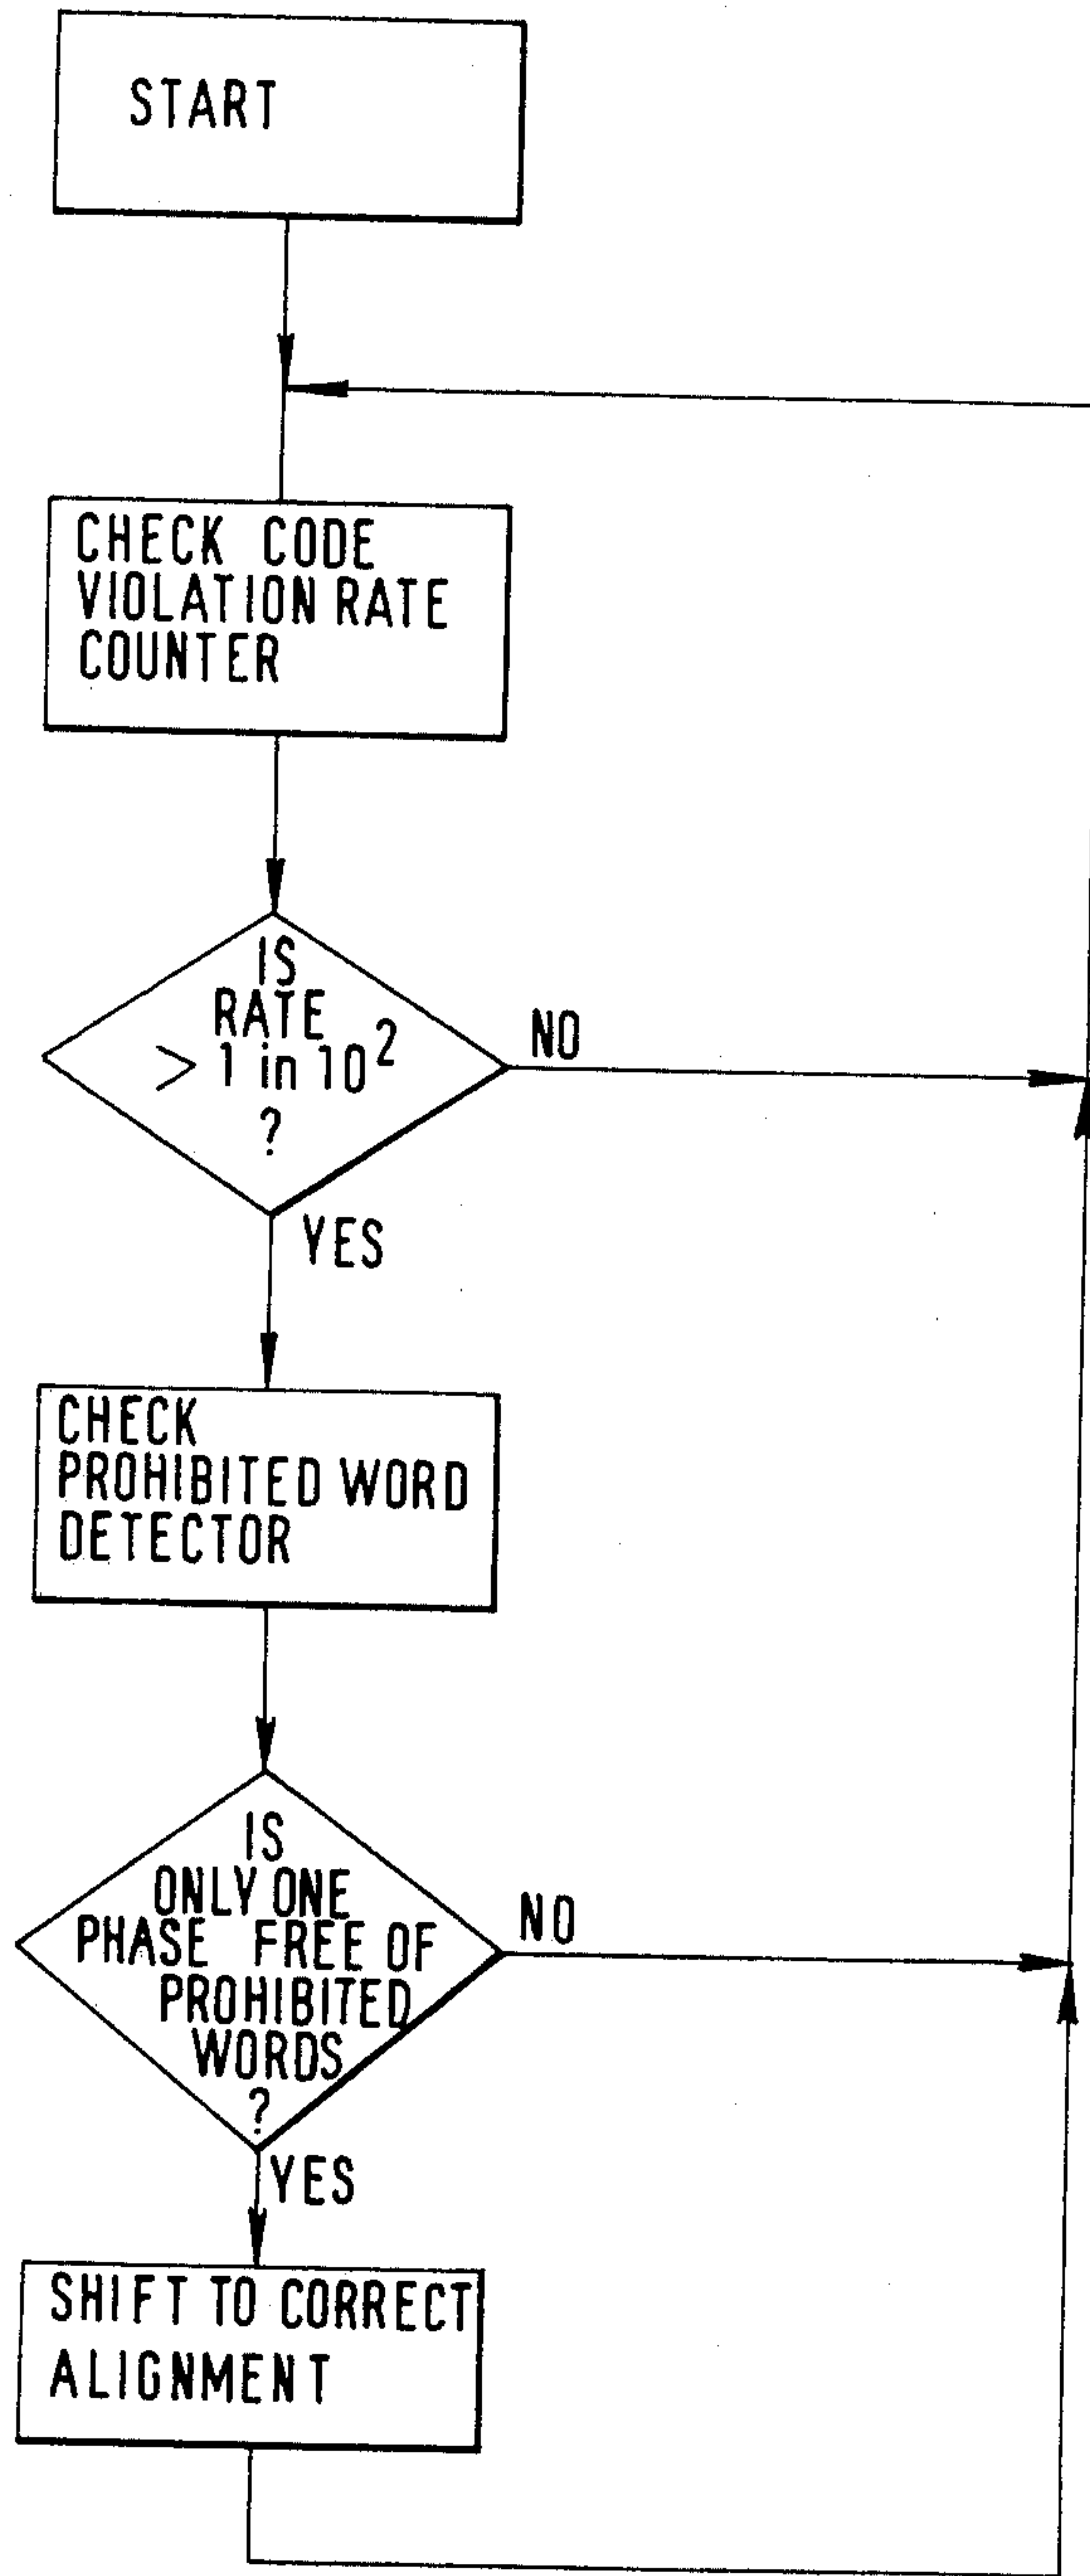 START
CHECK CODE
VIOLATION RATE
COUNTER
IS
RATE
> 1 in 10²
?
NO
YES
CHECK
PROHIBITED WORD
DETECTOR
IS
ONLY ONE
PHASE FREE OF
PROHIBITED
WORDS
?
NO
YES
SHIFT TO CORRECT
ALIGNMENT